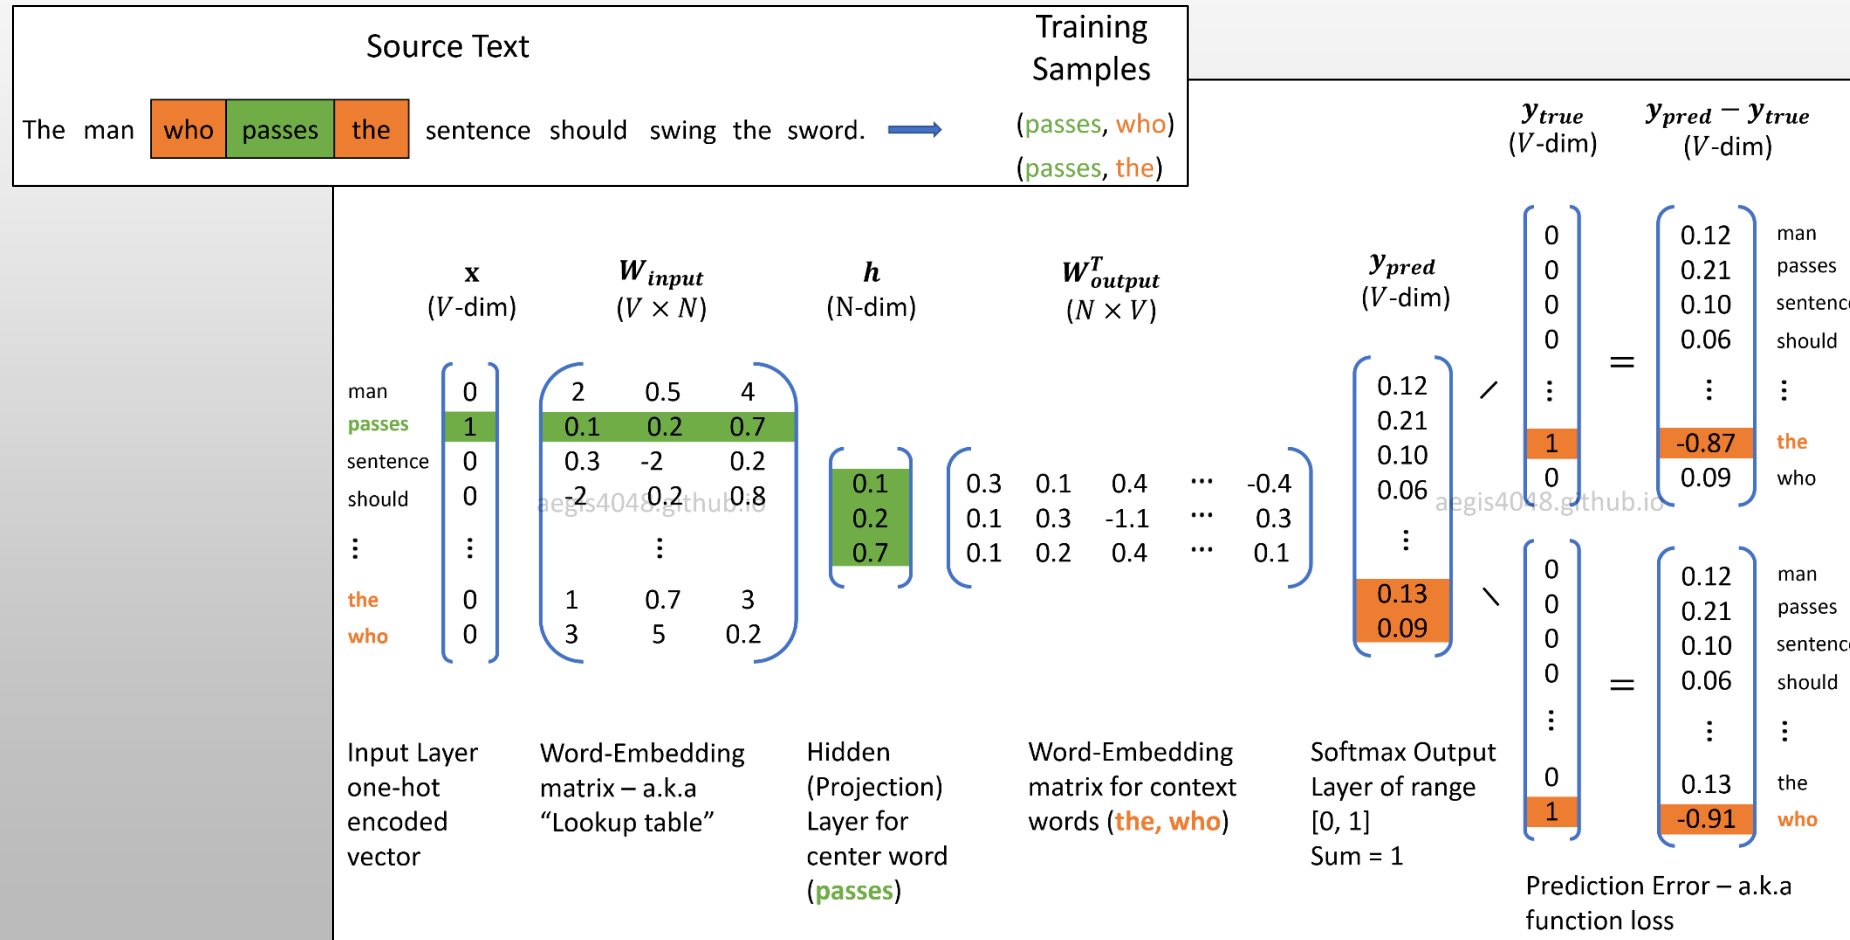 Source Text
Training
Samples
The man who passes the sentence should swing the sword.
(passes, who)
(passes, the)
x
(V-dim)
W_input
(V × N)
h
(N-dim)
W^T_output
(N × V)
y_pred
(V-dim)
y_true
(V-dim)
y_pred − y_true
(V-dim)
man 0
passes 1
sentence 0
should 0
⋮ ⋮
the 0
who 0
2 0.5 4
0.1 0.2 0.7
0.3 -2 0.2
-2 0.2 0.8
⋮
1 0.7 3
3 5 0.2
aegis4048.github.io
0.1
0.2
0.7
0.3 0.1 0.4 ⋯ -0.4
0.1 0.3 -1.1 ⋯ 0.3
0.1 0.2 0.4 ⋯ 0.1
0.12
0.21
0.10
0.06
⋮
0.13
0.09
0
0
0
0
⋮
1
0
=
0.12 man
0.21 passes
0.10 sentence
0.06 should
⋮ ⋮
-0.87 the
0.09 who
aegis4048.github.io
0
0
0
0
⋮
0
1
=
0.12 man
0.21 passes
0.10 sentence
0.06 should
⋮ ⋮
0.13 the
-0.91 who
Input Layer
one-hot
encoded
vector
Word-Embedding
matrix – a.k.a
“Lookup table”
Hidden
(Projection)
Layer for
center word
(passes)
Word-Embedding
matrix for context
words (the, who)
Softmax Output
Layer of range
[0, 1]
Sum = 1
Prediction Error – a.k.a
function loss